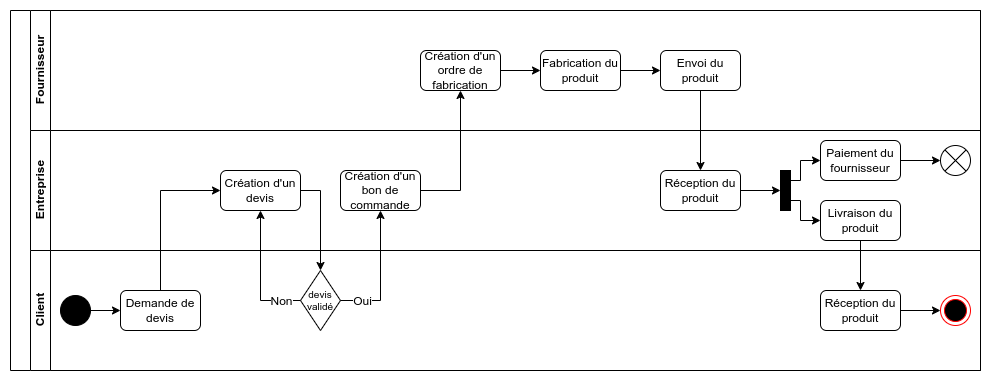 Fournisseur
Création d'un
ordre de
fabrication
Fabrication du
produit
Envoi du
produit
Entreprise
Création d'un
devis
Création d'un
bon de
commande
Réception du
produit
Paiement du
fournisseur
Livraison du
produit
Client
Demande de
devis
Non
devis
validé
Oui
Réception du
produit